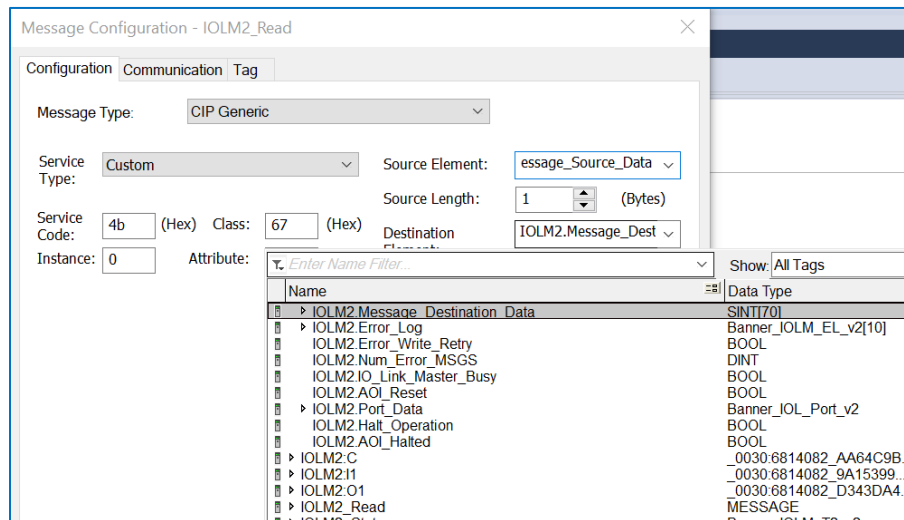 Message Configuration - IOLM2_Read
Configuration Communication Tag
Message Type: CIP Generic
Service Type: Custom
Source Element: essage_Source_Data
Source Length: 1 (Bytes)
Service Code: 4b (Hex) Class: 67 (Hex)
Destination IOLM2.Message_Dest
Instance: 0 Attribute:
Enter Name Filter... Show: All Tags
Name Data Type
IOLM2.Message_Destination_Data SINT[70]
IOLM2.Error_Log Banner_IOLM_EL_v2[10]
IOLM2.Error_Write_Retry BOOL
IOLM2.Num_Error_MSGS DINT
IOLM2.IO_Link_Master_Busy BOOL
IOLM2.AOI_Reset BOOL
IOLM2.Port_Data Banner_IOL_Port_v2
IOLM2.Halt_Operation BOOL
IOLM2.AOI_Halted BOOL
IOLM2:C _0030:6814082_AA64C9B...
IOLM2:I1 _0030:6814082_9A15399...
IOLM2:O1 _0030:6814082_D343DA4...
IOLM2_Read MESSAGE